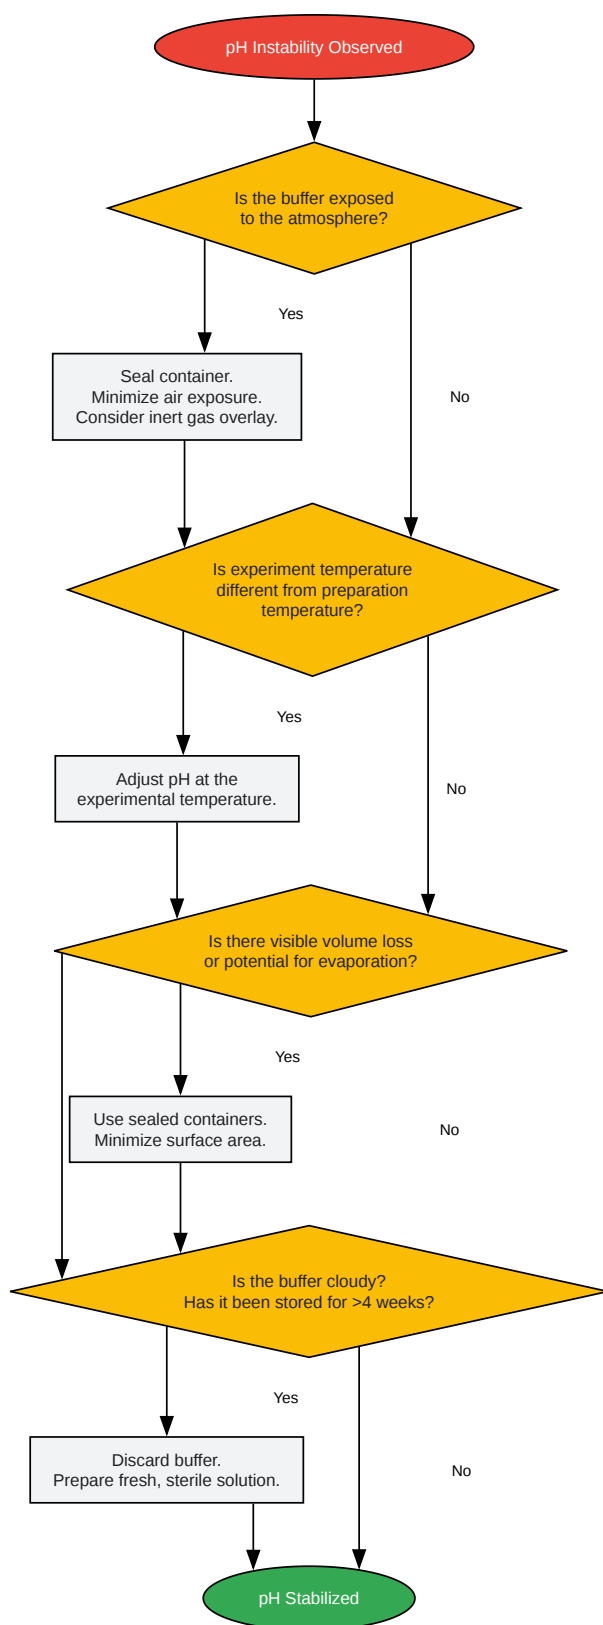 pH Instability Observed
Is the buffer exposed
to the atmosphere?
Yes
Seal container.
Minimize air exposure.
Consider inert gas overlay.
No
Is experiment temperature
different from preparation
temperature?
Yes
Adjust pH at the
experimental temperature.
No
Is there visible volume loss
or potential for evaporation?
Yes
Use sealed containers.
Minimize surface area.
No
Is the buffer cloudy?
Has it been stored for >4 weeks?
Yes
Discard buffer.
Prepare fresh, sterile solution.
No
pH Stabilized